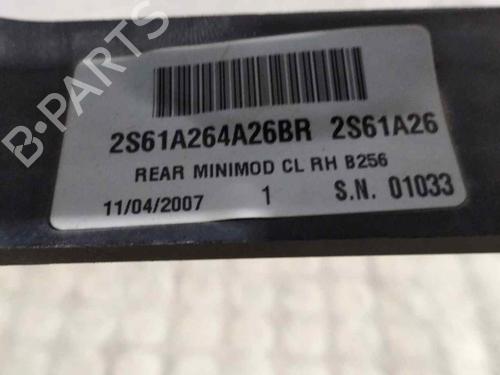 B-PARTS
2S61A264A26BR 2S61A26
REAR MINIMOD CL RH B256
11/04/2007 1 S.N. 01033